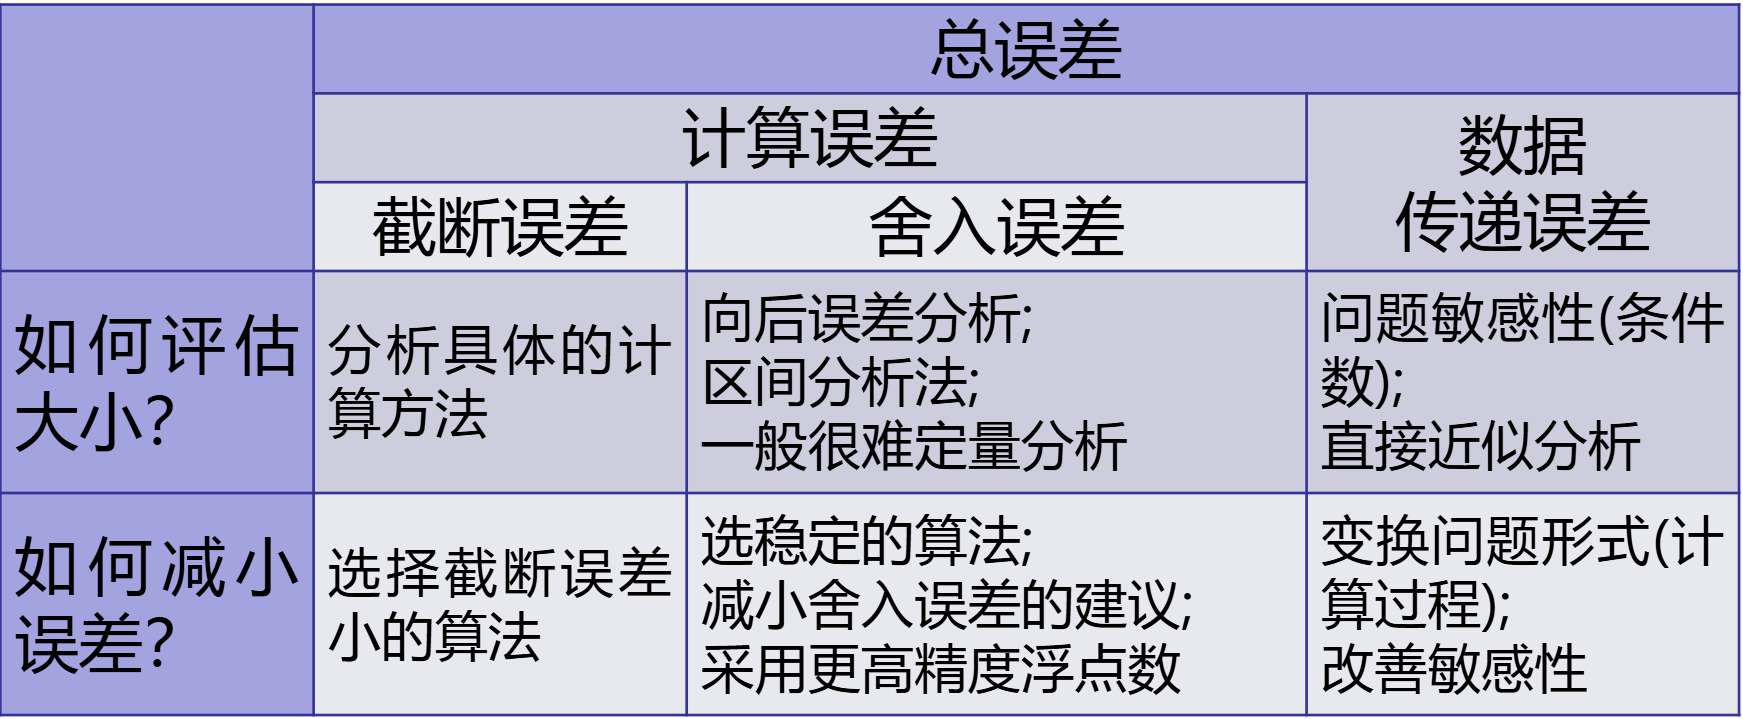 总误差
计算误差
数据
传递误差
截断误差
舍入误差
如何评估
大小?
分析具体的计
算方法
向后误差分析;
区间分析法;
一般很难定量分析
问题敏感性(条件
数);
直接近似分析
如何减小
误差?
选择截断误差
小的算法
选稳定的算法;
减小舍入误差的建议;
采用更高精度浮点数
变换问题形式(计
算过程);
改善敏感性